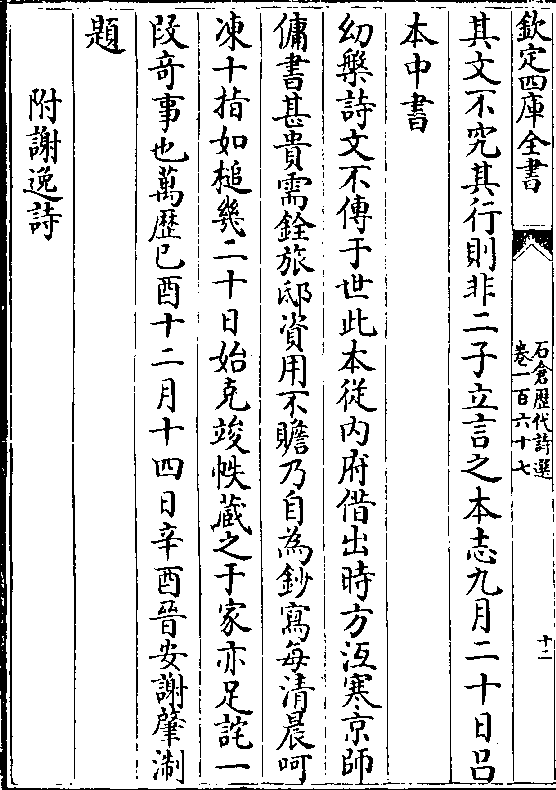 欽定四庫全書
石倉歷代詩選
卷一百六十七
十二
其文不究其行則非二子立言之本志九月二十日呂
本中書
幼槃詩文不傳于世此本從内府借出時方沍寒京師
傭書甚貴需銓旅邸資用不贍乃自為鈔寫每清晨呵
凍十指如槌幾二十日始克竣帙藏之于家亦足詫一
段竒事也萬歴己酉十二月十四日辛酉晉安謝肇淛
題
附謝逸詩